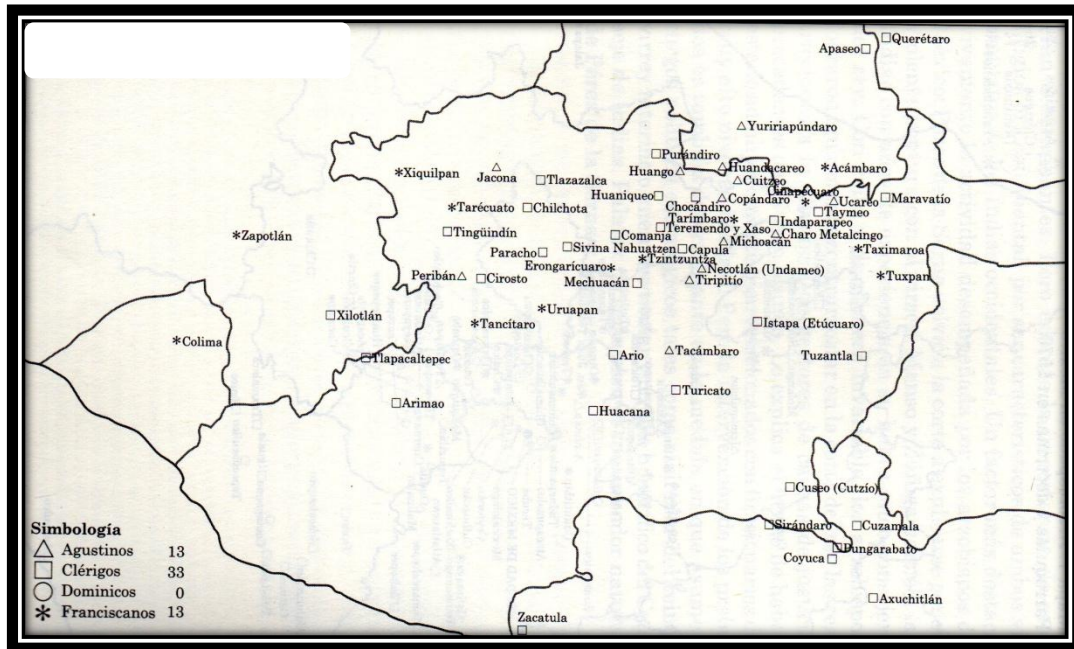 Querétaro
Apaseo
Yuririapúndaro
Purándiro
Huandacareo
Acámbaro
Xiquilpan
Jacona
Huango
Tlazazalca
Cuitzeo
Huaniqueo
Copándaro
Ucareo
Maravatío
Tarécuato
Chilchota
Chocándiro
Taymeo
Tarímbaro
Indaparapeo
Teremendo y Xaso
Zapotlán
Tingüindín
Comanja
Charo Metalcingo
Michoacán
Sivina Nahuatzen
Capula
Taximaroa
Paracho
Tzintzuntza
Erongarícuaro
Necotlán (Undameo)
Peribán
Cirosto
Mechuacán
Tiripitío
Tuxpan
Uruapan
Xilotlán
Tancítaro
Istapa (Etúcuaro)
Colima
Tacámbaro
Tlapacaltepec
Ario
Tuzantla
Turicato
Arimao
Huacana
Cuseo (Cutzío)
Sirándaro
Cuzamala
Dungarabato
Coyuca
Axuchitlán
Zacatula
Simbología
Agustinos 13
Clérigos 33
Dominicos 0
Franciscanos 13